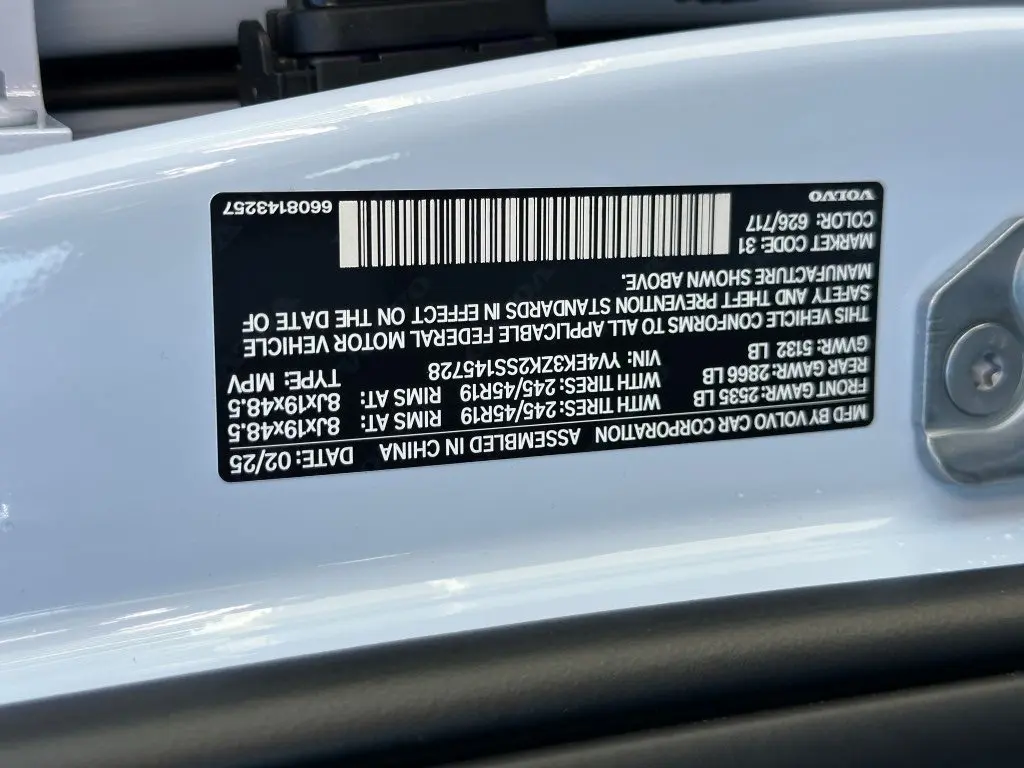 MFD BY VOLVO CAR CORPORATION ASSEMBLED IN CHINA DATE: 02/25
FRONT GAWR: 2535 LB WITH TIRES: 245/45R19 RIMS AT: 8Jx19x48.5
REAR GAWR: 2866 LB WITH TIRES: 245/45R19 RIMS AT: 8Jx19x48.5
GVWR: 5132 LB VIN: YV4EK3ZK2SS145728 TYPE: MPV
THIS VEHICLE CONFORMS TO ALL APPLICABLE FEDERAL MOTOR VEHICLE
SAFETY AND THEFT PREVENTION STANDARDS IN EFFECT ON THE DATE OF
MANUFACTURE SHOWN ABOVE.
MARKET CODE: 31
COLOR: 626/717
VOLVO
6608143257